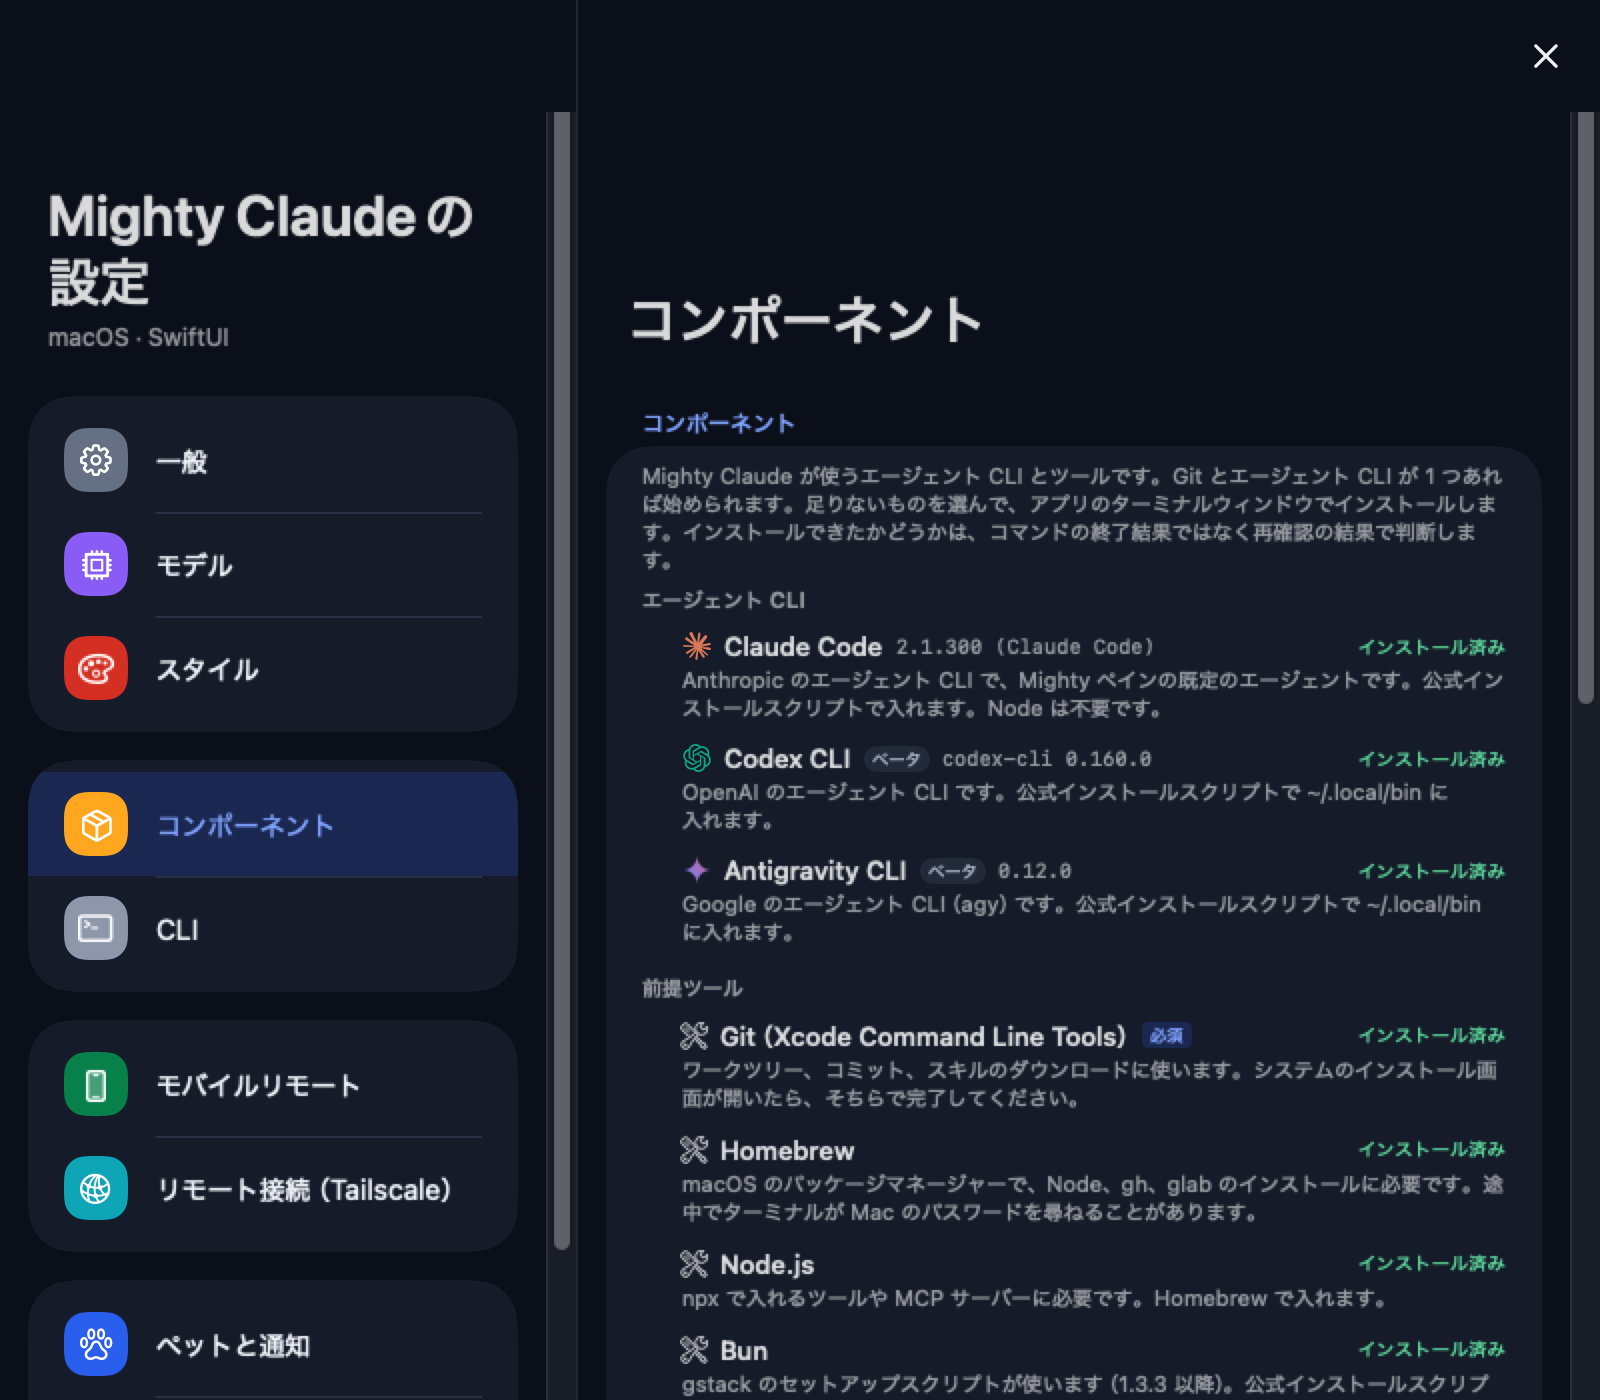 Mighty Claude の
設定
macOS · SwiftUI
一般
モデル
スタイル
コンポーネント
CLI
モバイルリモート
リモート接続 (Tailscale)
ペットと通知
コンポーネント
コンポーネント
Mighty Claude が使うエージェント CLI とツールです。Git とエージェント CLI が 1 つあれ
ば始められます。足りないものを選んで、アプリのターミナルウィンドウでインストールしま
す。インストールできたかどうかは、コマンドの終了結果ではなく再確認の結果で判断しま
す。
エージェント CLI
Claude Code 2.1.300 (Claude Code) インストール済み
Anthropic のエージェント CLI で、Mighty ペインの既定のエージェントです。公式イン
ストールスクリプトで入れます。Node は不要です。
Codex CLI ベータ codex-cli 0.160.0 インストール済み
OpenAI のエージェント CLI です。公式インストールスクリプトで ~/.local/bin に
入れます。
Antigravity CLI ベータ 0.12.0 インストール済み
Google のエージェント CLI (agy) です。公式インストールスクリプトで ~/.local/bin
に入れます。
前提ツール
Git (Xcode Command Line Tools) 必須 インストール済み
ワークツリー、コミット、スキルのダウンロードに使います。システムのインストール画
面が開いたら、そちらで完了してください。
Homebrew インストール済み
macOS のパッケージマネージャーで、Node、gh、glab のインストールに必要です。途
中でターミナルが Mac のパスワードを尋ねることがあります。
Node.js インストール済み
npx で入れるツールや MCP サーバーに必要です。Homebrew で入れます。
Bun インストール済み
gstack のセットアップスクリプトが使います (1.3.3 以降)。公式インストールスクリプ